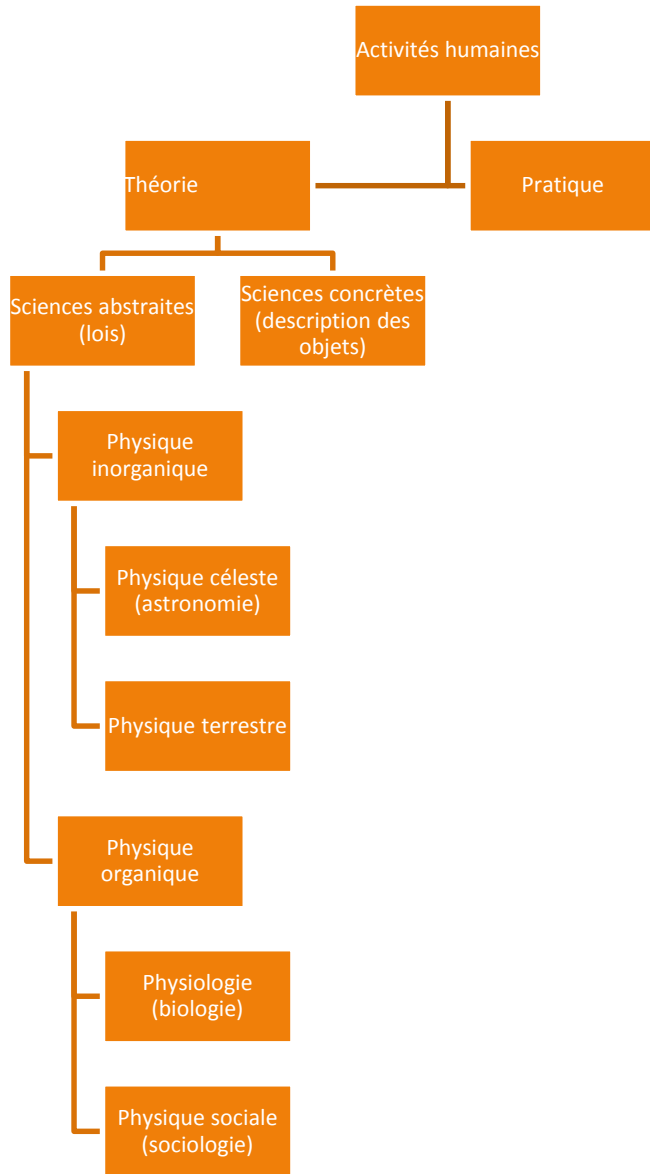 Activités humaines
Théorie
Pratique
Sciences abstraites
(lois)
Sciences concrètes
(description des
objets)
Physique
inorganique
Physique céleste
(astronomie)
Physique terrestre
Physique
organique
Physiologie
(biologie)
Physique sociale
(sociologie)